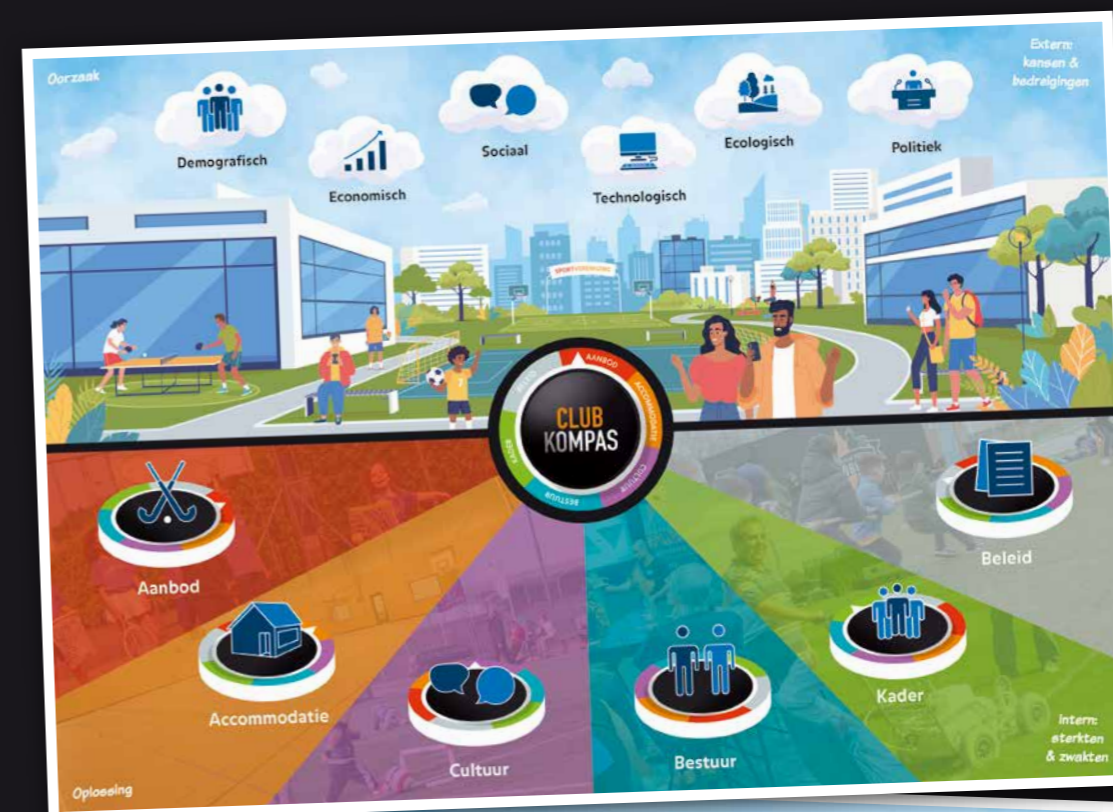 Oorzaak
Extern:
kansen &
bedreigingen
Demografisch
Economisch
Sociaal
Technologisch
Ecologisch
Politiek
SPORTVERENIGING
AANBOD
ACCOMMODATIE
CULTUUR
BESTUUR
KADER
BELEID
CLUB
KOMPAS
Aanbod
Accommodatie
Cultuur
Bestuur
Kader
Beleid
Intern:
sterkten
& zwakten
Oplossing